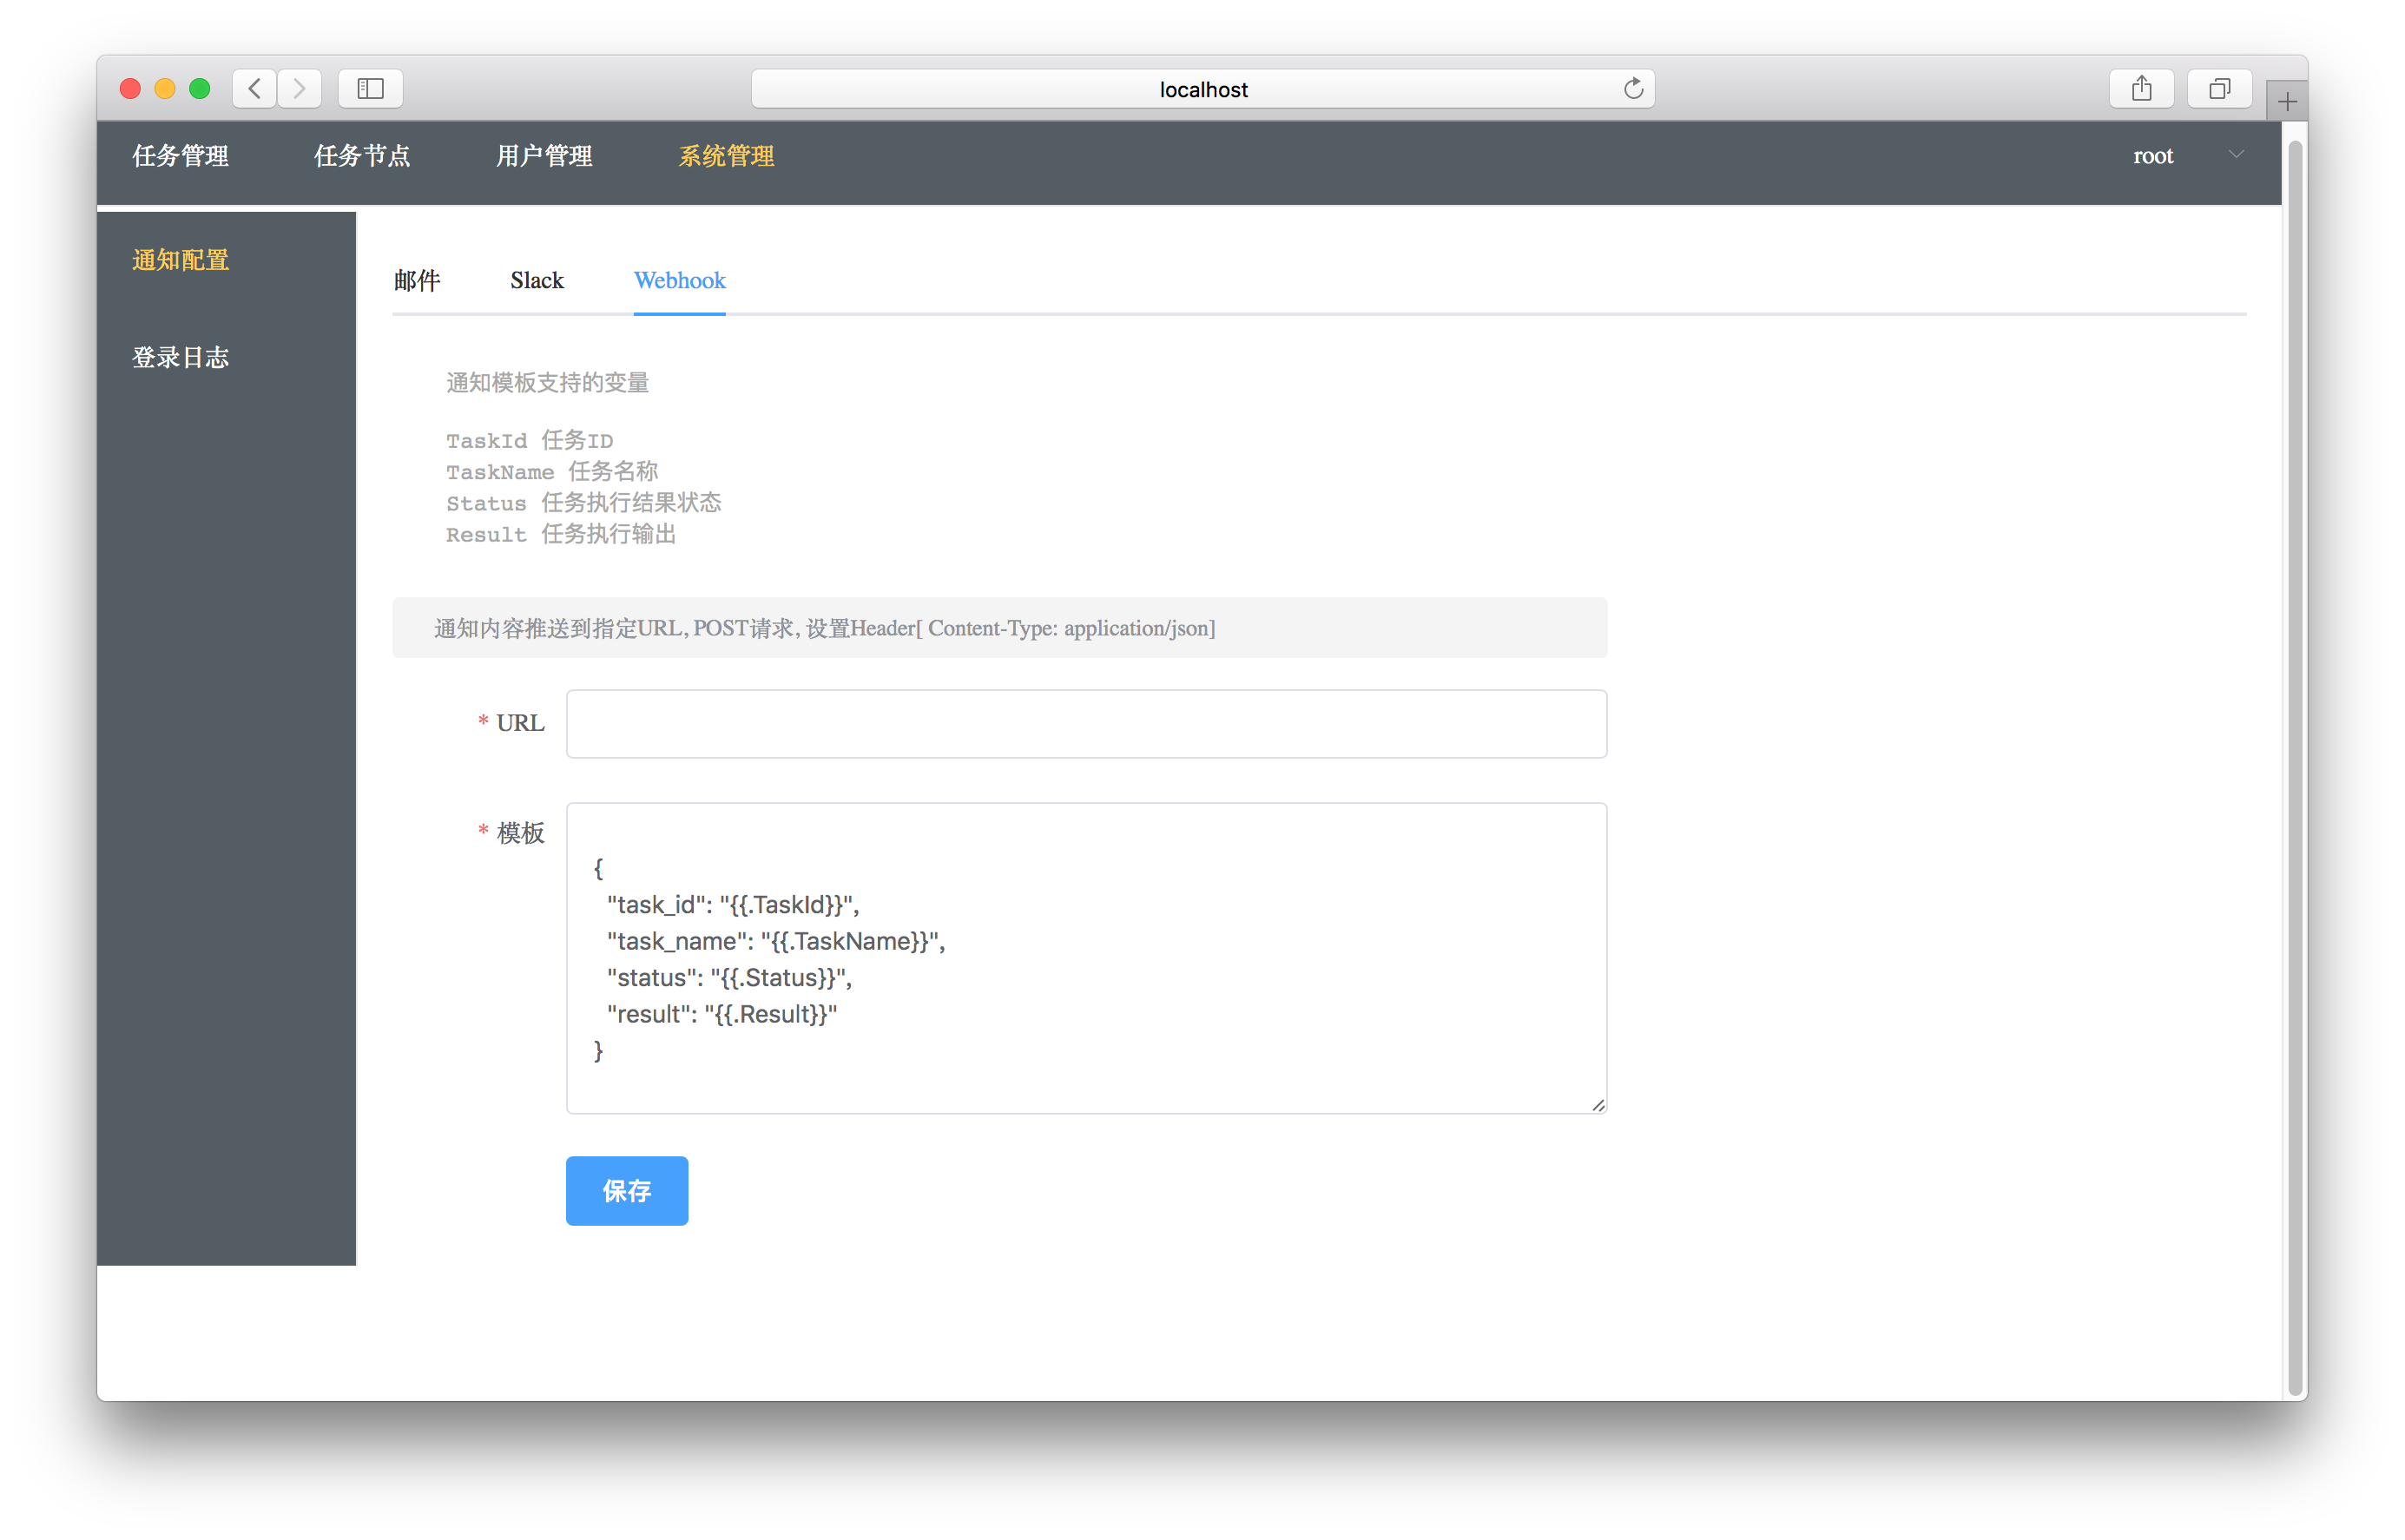 localhost
任务管理 任务节点 用户管理 系统管理 root
通知配置
登录日志
邮件 Slack Webhook
通知模板支持的变量
TaskId 任务ID
TaskName 任务名称
Status 任务执行结果状态
Result 任务执行输出
通知内容推送到指定URL, POST请求, 设置Header[ Content-Type: application/json]
* URL
* 模板
{
"task_id": "{{.TaskId}}",
"task_name": "{{.TaskName}}",
"status": "{{.Status}}",
"result": "{{.Result}}"
}
保存